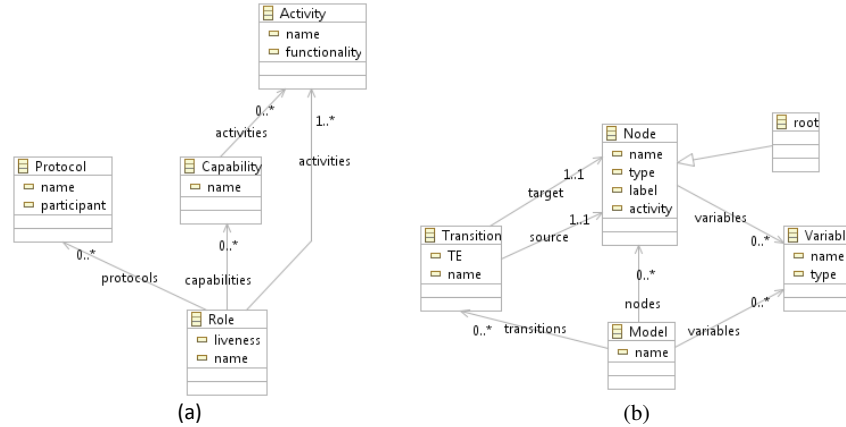 Activity
name
functionality
0..*
1..*
activities
activities
Protocol
name
participant
Capability
name
0..*
0..*
protocols
capabilities
Role
liveness
name
(a)
Node
name
type
label
activity
root
1..1
target
1..1
source
variables
0..*
Transition
TE
name
Variabl
name
type
0..*
nodes
0..*
0..*
transitions
variables
Model
name
(b)